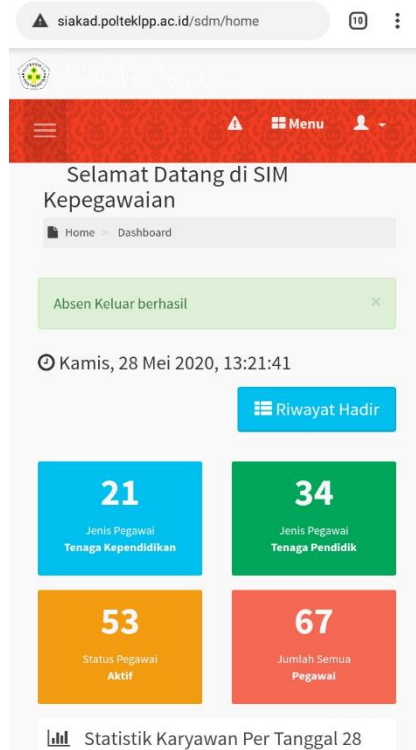 siakad.polteklpp.ac.id/sdm/home
10
Menu
Selamat Datang di SIM
Kepegawaian
Home > Dashboard
Absen Keluar berhasil ×
Kamis, 28 Mei 2020, 13:21:41
Riwayat Hadir
21
Jenis Pegawai
Tenaga Kependidikan
34
Jenis Pegawai
Tenaga Pendidik
53
Status Pegawai
Aktif
67
Jumlah Semua
Pegawai
Statistik Karyawan Per Tanggal 28